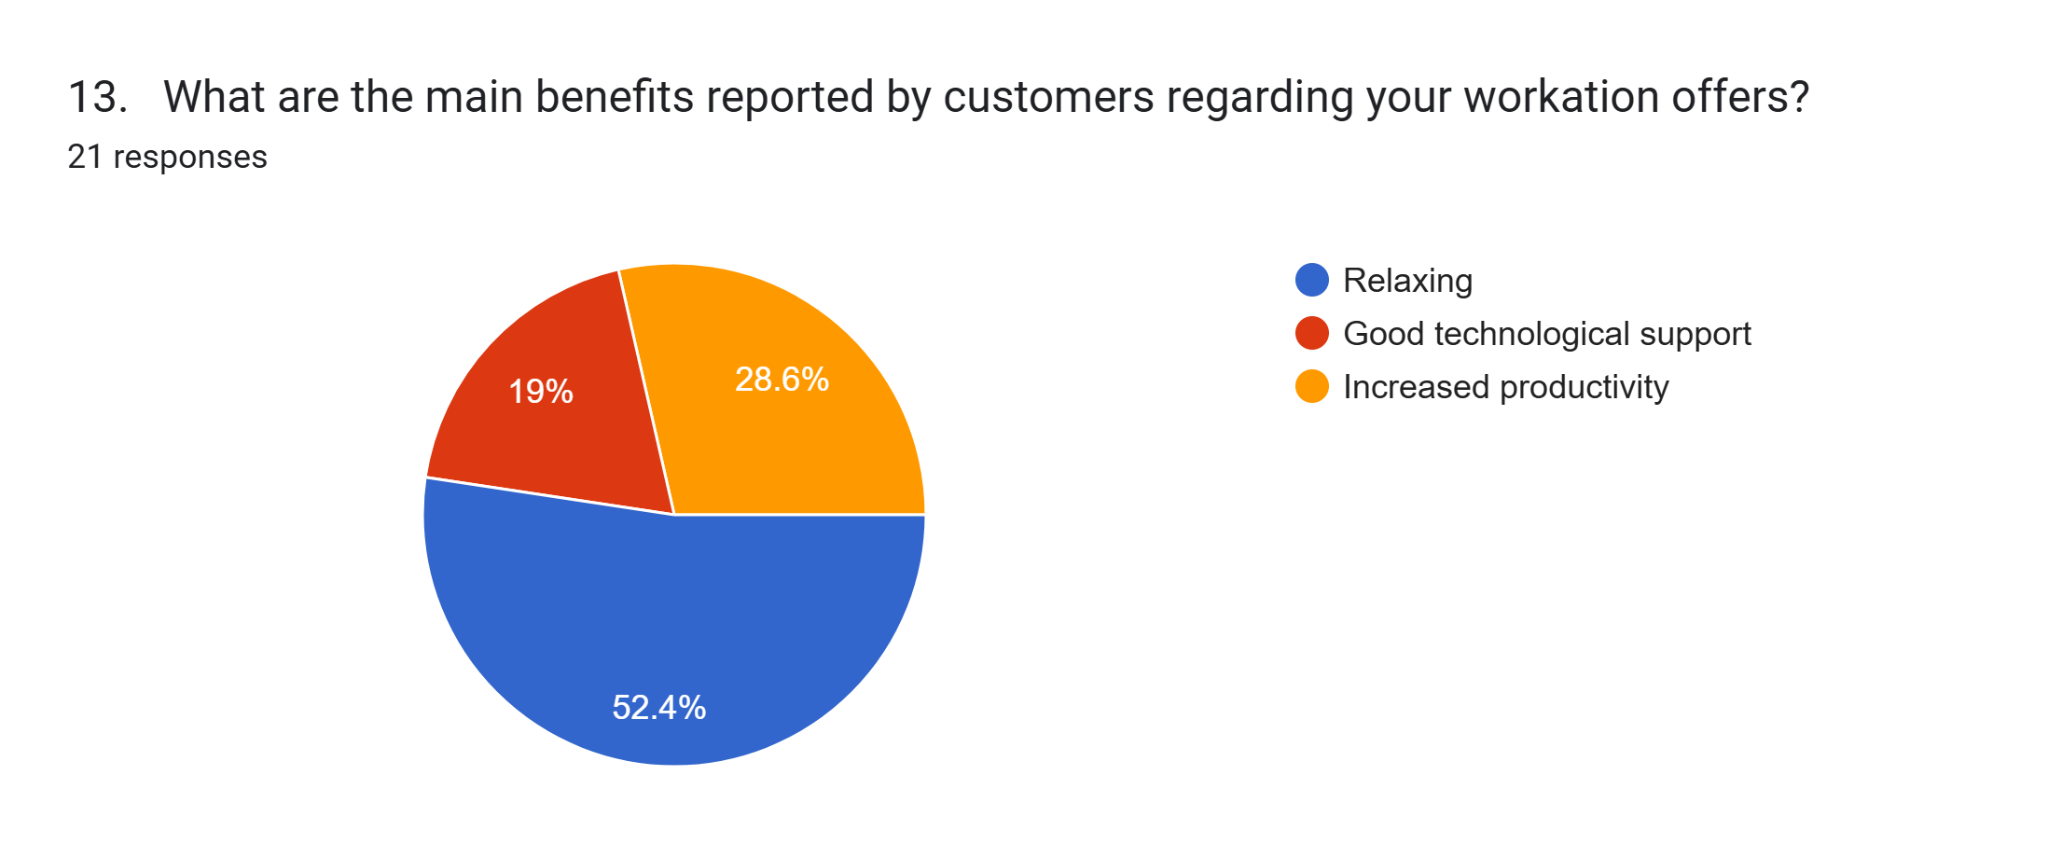 13. What are the main benefits reported by customers regarding your workation offers?
21 responses
Relaxing
Good technological support
Increased productivity
28.6%
19%
52.4%